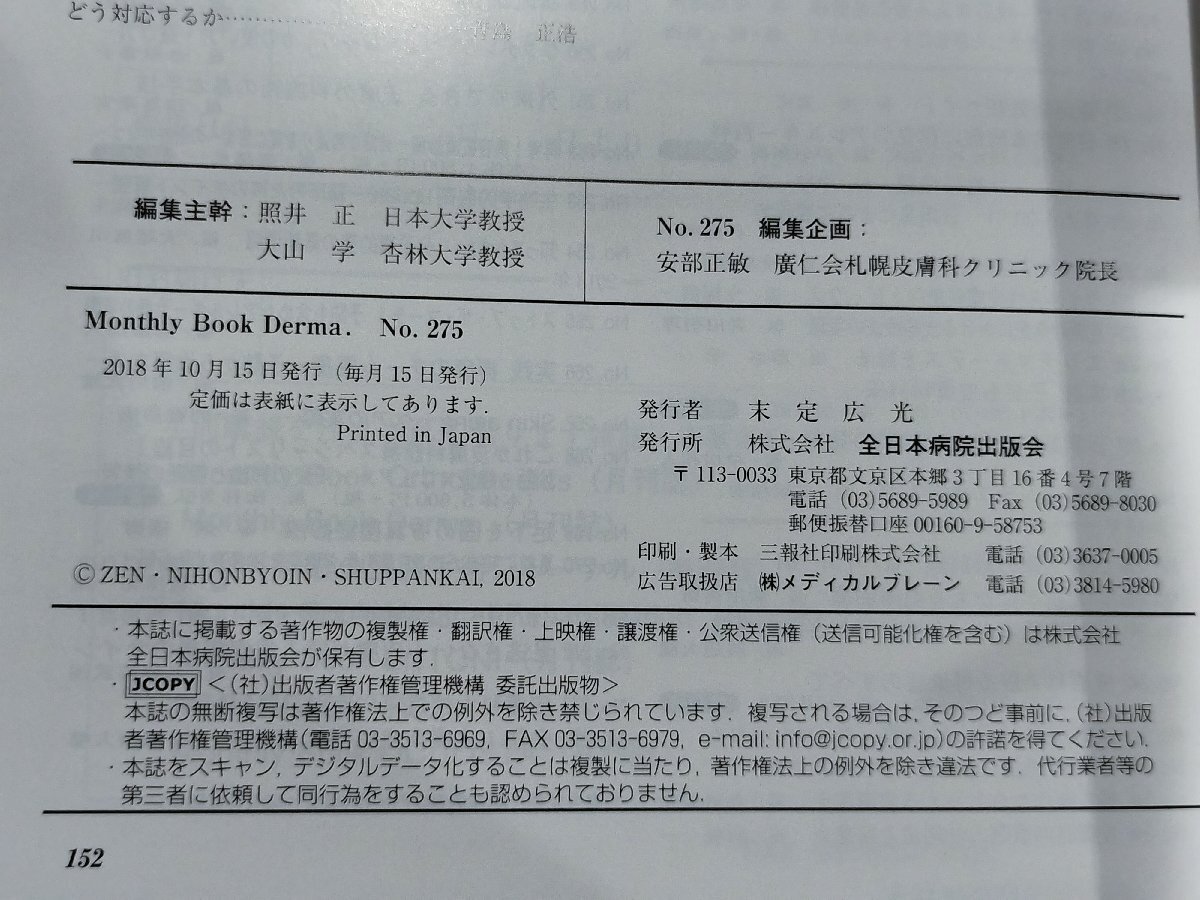 どう対応するか
正浩
編集主幹：照井 正 日本大学教授
大山 学 杏林大学教授
No. 275 編集企画：
安部正敏 廣仁会札幌皮膚科クリニック院長
Monthly Book Derma. No. 275
2018年10月15日発行（毎月15日発行）
定価は表紙に表示してあります.
Printed in Japan
発行者 末定広光
発行所 株式会社 全日本病院出版会
〒113-0033 東京都文京区本郷3丁目16番4号7階
電話 (03)5689-5989 Fax (03)5689-8030
郵便振替口座 00160-9-58753
印刷・製本 三報社印刷株式会社 電話 (03)3637-0005
広告取扱店 ㈱メディカルブレーン 電話 (03)3814-5980
© ZEN・NIHONBYOIN・SHUPPANKAI, 2018
・本誌に掲載する著作物の複製権・翻訳権・上映権・譲渡権・公衆送信権（送信可能化権を含む）は株式会社
全日本病院出版会が保有します.
・JCOPY ＜（社）出版者著作権管理機構 委託出版物＞
本誌の無断複写は著作権法上での例外を除き禁じられています. 複写される場合は, そのつど事前に,（社）出版
者著作権管理機構（電話 03-3513-6969, FAX 03-3513-6979, e-mail: info@jcopy.or.jp）の許諾を得てください.
・本誌をスキャン, デジタルデータ化することは複製に当たり, 著作権法上の例外を除き違法です. 代行業者等の
第三者に依頼して同行為をすることも認められておりません.
152